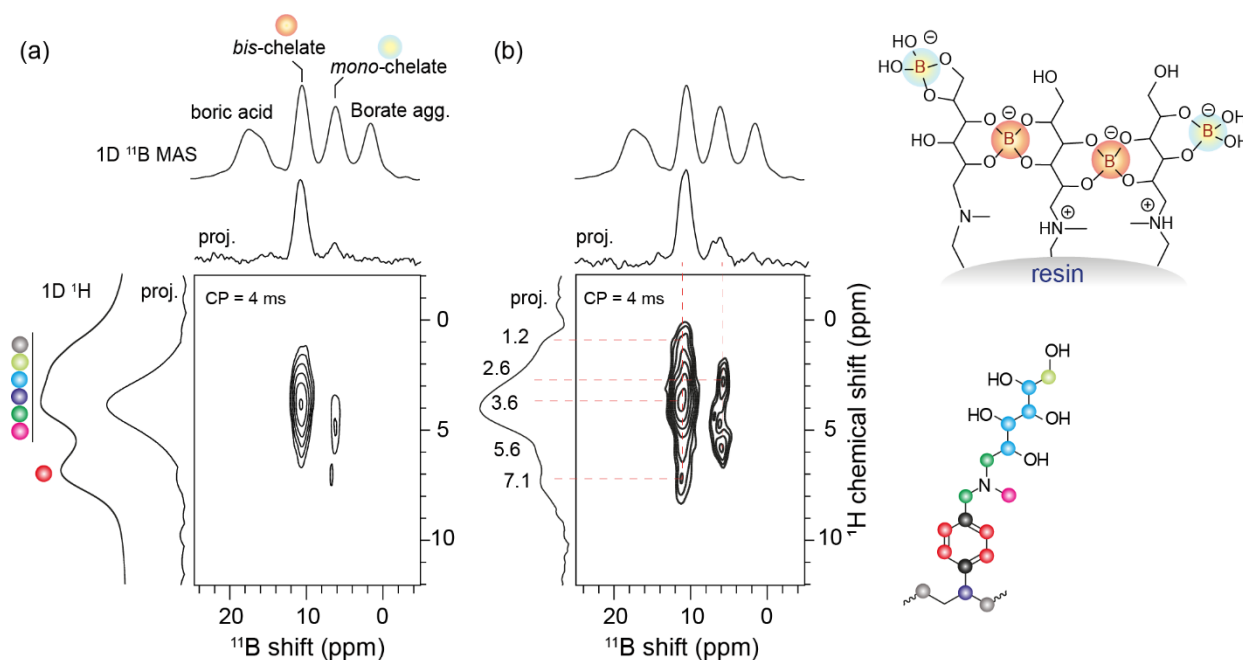 (a)
bis-chelate
mono-chelate
boric acid
Borate agg.
1D ¹¹B MAS
proj.
1D ¹H
proj.
CP = 4 ms
0
5
10
20
10
0
¹¹B shift (ppm)
(b)
proj.
proj.
CP = 4 ms
1.2
2.6
3.6
5.6
7.1
0
5
10
¹H chemical shift (ppm)
20
10
0
¹¹B shift (ppm)
HO ⊖
HO B O
O
HO
OH
OH
HO
O ⊖ O
B
O O
O ⊖ O
B
O O
O ⊖
B OH
O OH
N
⊕
NH
⊕
NH
resin
OH
HO
HO
OH
OH
N